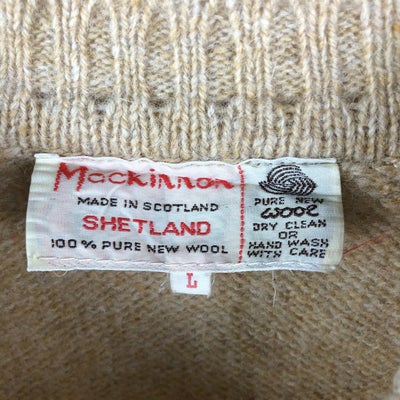 Mackinnon
MADE IN SCOTLAND
SHETLAND
100% PURE NEW WOOL
PURE NEW
WOOL
DRY CLEAN
OR
HAND WASH
WITH CARE
L